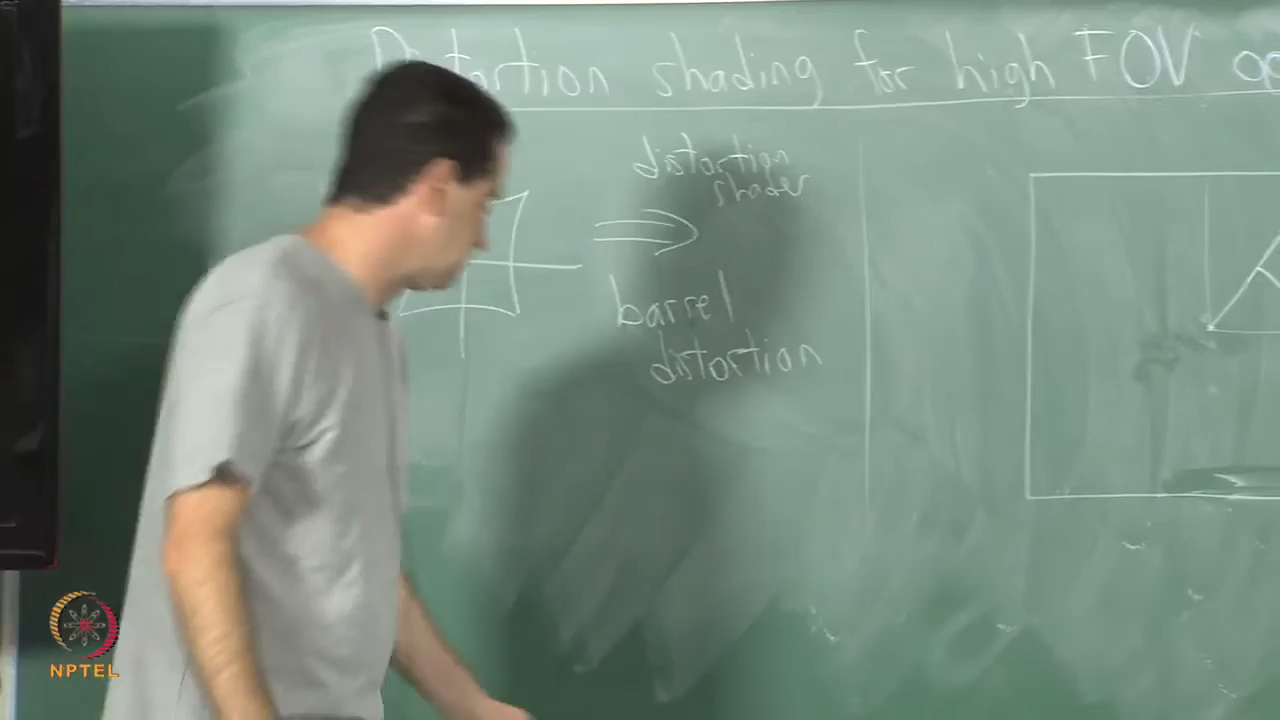 shading for high FOV
distortion
shader
barrel
distortion
NPTEL